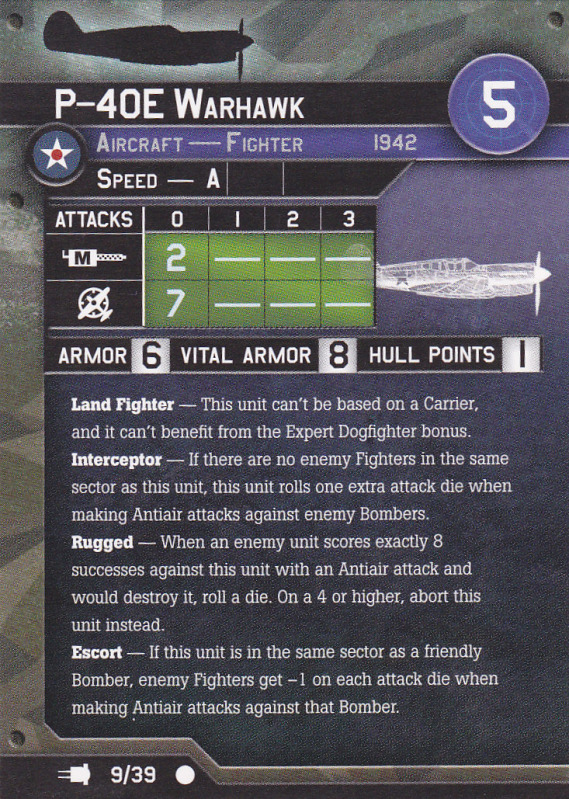 P-40E WARHAWK
5
AIRCRAFT — FIGHTER 1942
SPEED — A
ATTACKS 0 1 2 3
M 2 — — —
7 — — —
ARMOR 6 VITAL ARMOR 8 HULL POINTS 1
Land Fighter — This unit can't be based on a Carrier,
and it can't benefit from the Expert Dogfighter bonus.
Interceptor — If there are no enemy Fighters in the same
sector as this unit, this unit rolls one extra attack die when
making Antiair attacks against enemy Bombers.
Rugged — When an enemy unit scores exactly 8
successes against this unit with an Antiair attack and
would destroy it, roll a die. On a 4 or higher, abort this
unit instead.
Escort — If this unit is in the same sector as a friendly
Bomber, enemy Fighters get –1 on each attack die when
making Antiair attacks against that Bomber.
9/39